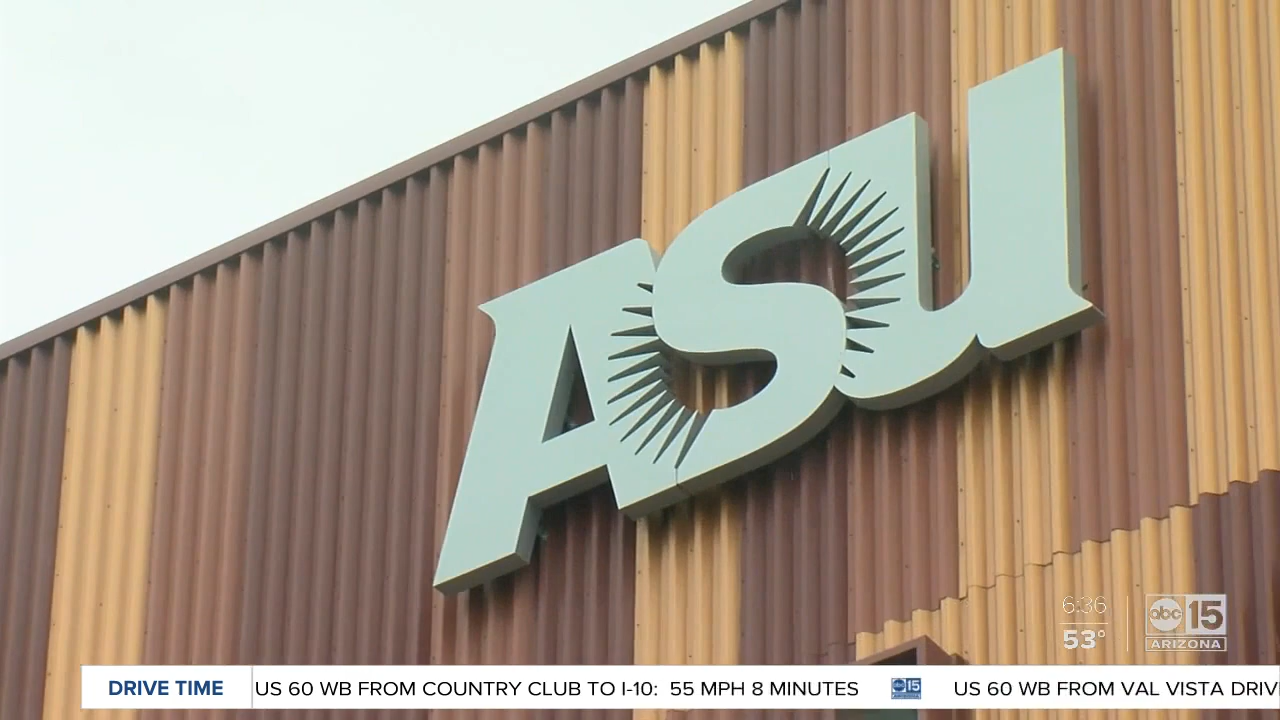 ASU
6:36
53°
abc 15
ARIZONA
DRIVE TIME US 60 WB FROM COUNTRY CLUB TO I-10: 55 MPH 8 MINUTES abc 15 US 60 WB FROM VAL VISTA DRIV